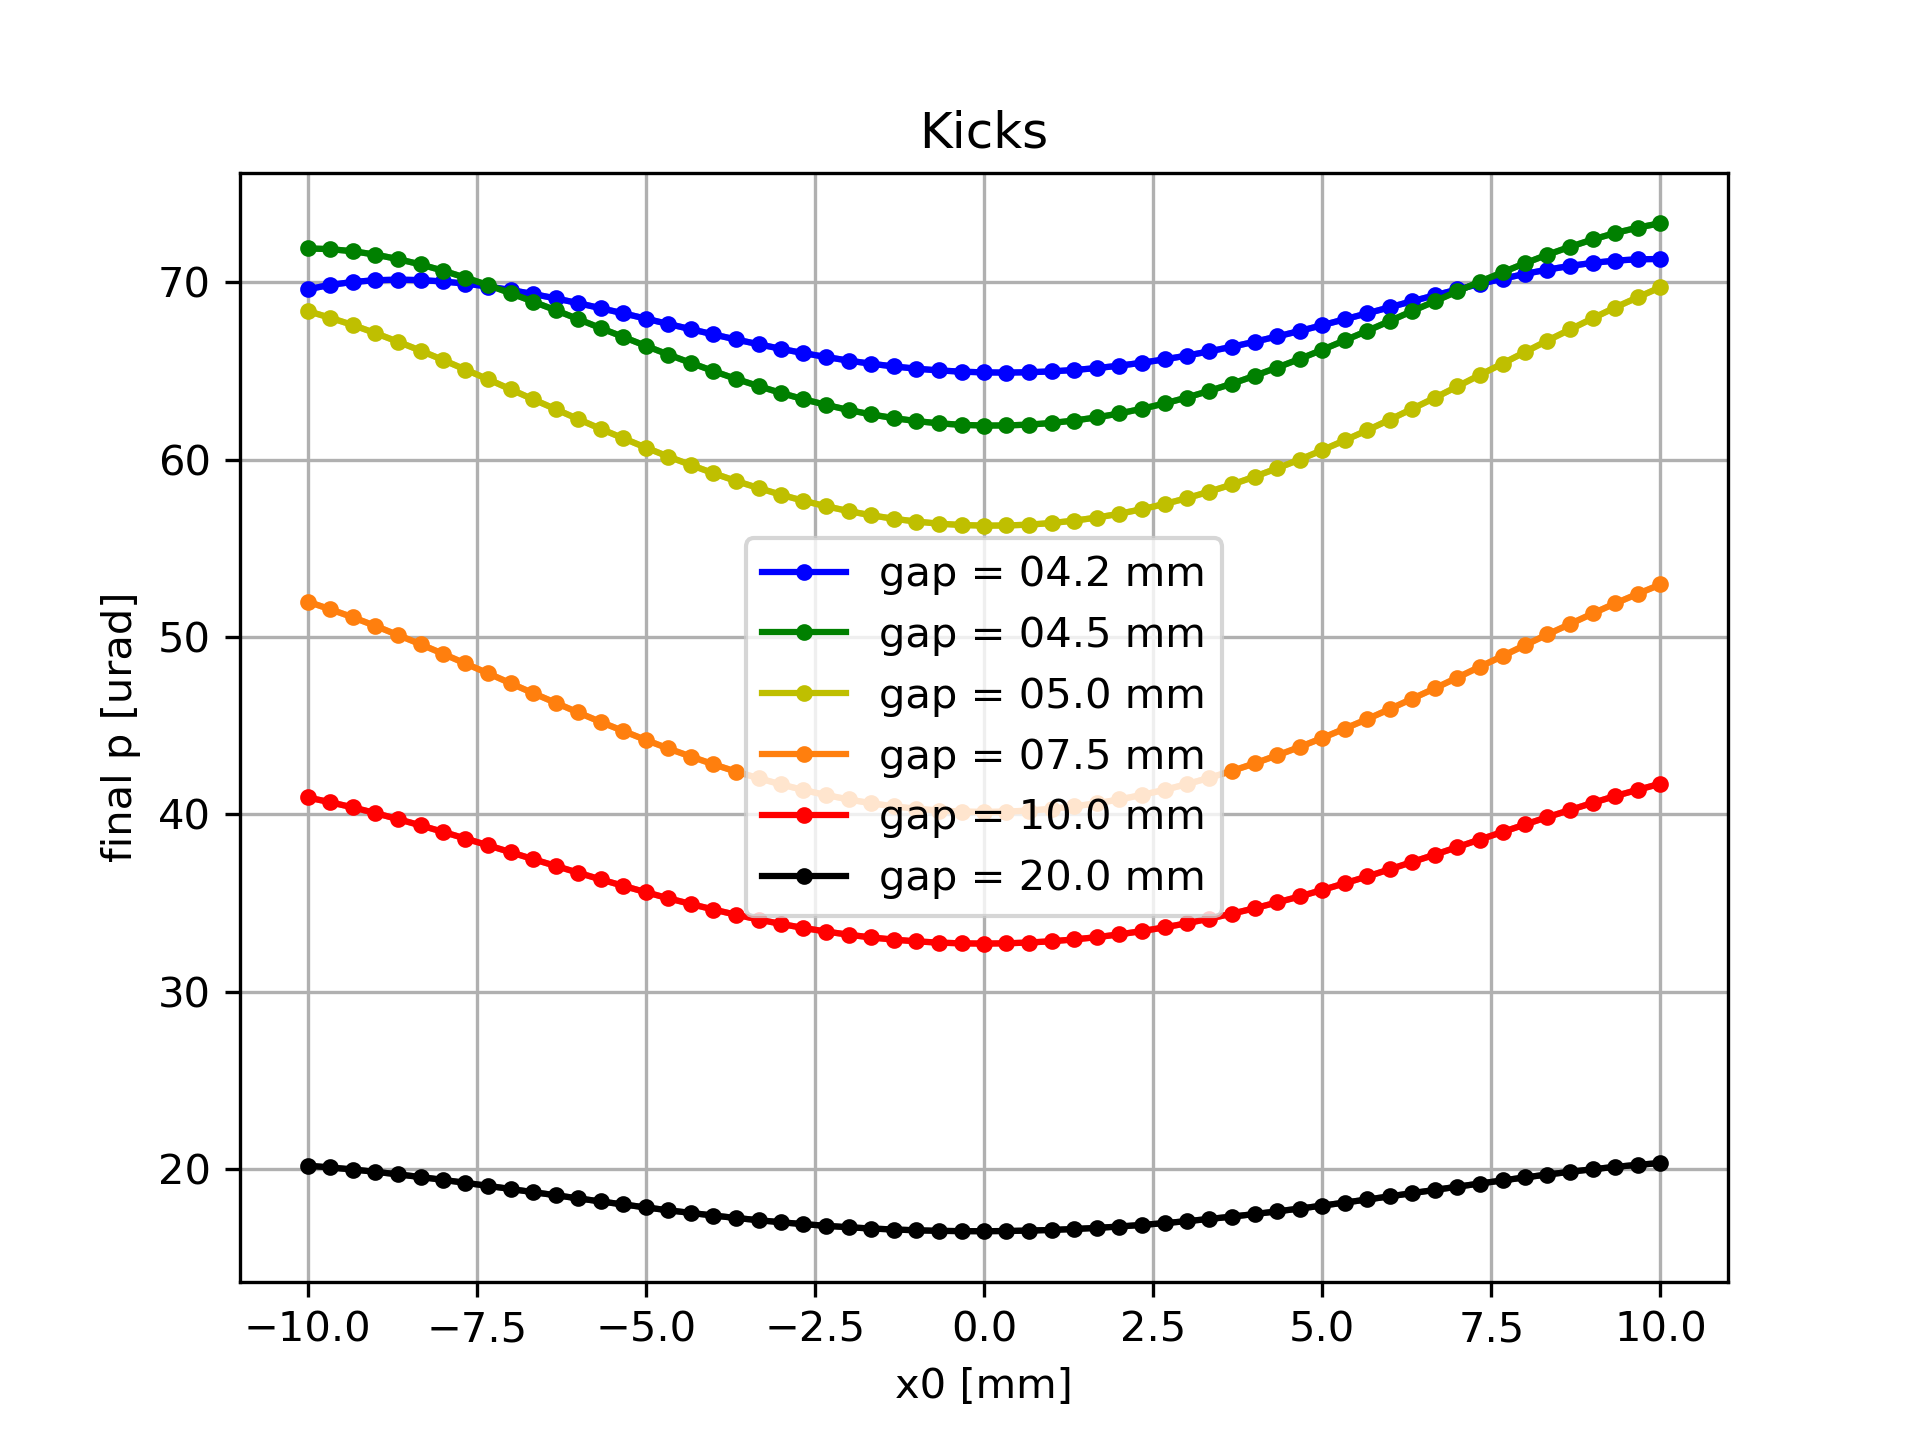 Kicks
70
60
50
40
30
20
final p [urad]
gap = 04.2 mm
gap = 04.5 mm
gap = 05.0 mm
gap = 07.5 mm
gap = 10.0 mm
gap = 20.0 mm
−10.0 −7.5 −5.0 −2.5 0.0 2.5 5.0 7.5 10.0
x0 [mm]